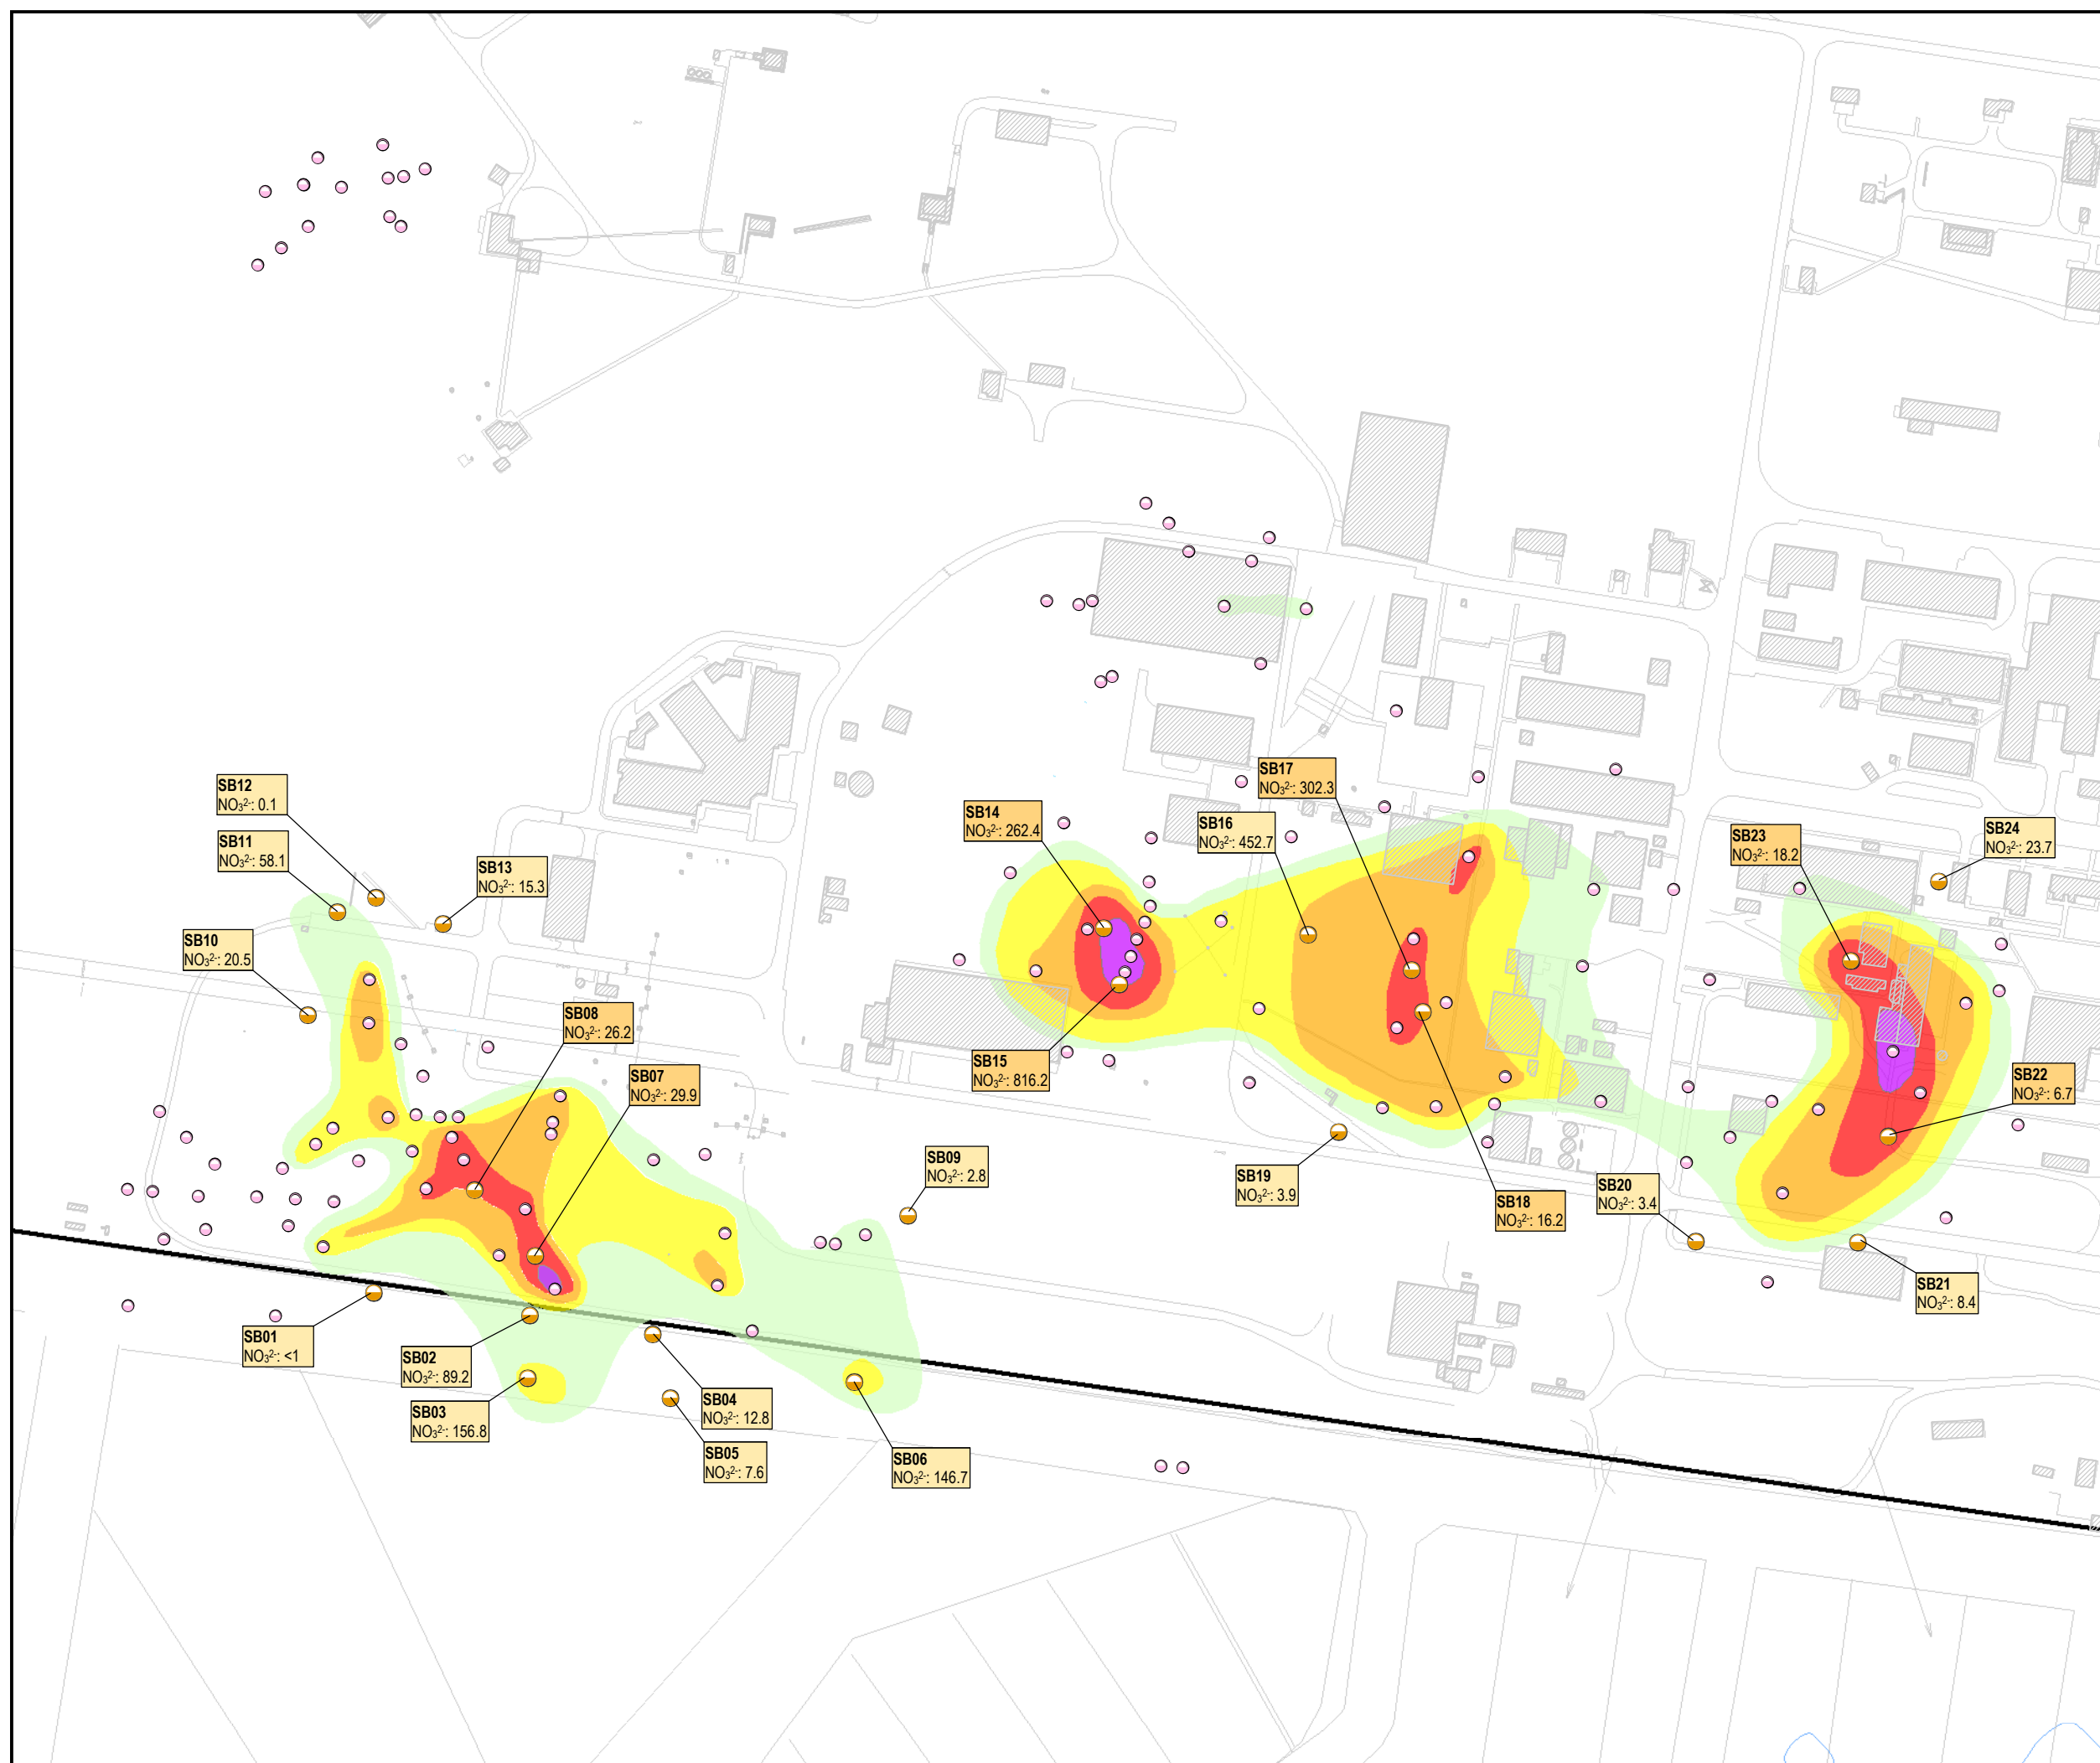 SB12
NO₃²⁻: 0.1
SB11
NO₃²⁻: 58.1
SB13
NO₃²⁻: 15.3
SB10
NO₃²⁻: 20.5
SB08
NO₃²⁻: 26.2
SB07
NO₃²⁻: 29.9
SB09
NO₃²⁻: 2.8
SB01
NO₃²⁻: <1
SB02
NO₃²⁻: 89.2
SB03
NO₃²⁻: 156.8
SB04
NO₃²⁻: 12.8
SB05
NO₃²⁻: 7.6
SB06
NO₃²⁻: 146.7
SB17
NO₃²⁻: 302.3
SB14
NO₃²⁻: 262.4
SB16
NO₃²⁻: 452.7
SB15
NO₃²⁻: 816.2
SB19
NO₃²⁻: 3.9
SB18
NO₃²⁻: 16.2
SB20
NO₃²⁻: 3.4
SB23
NO₃²⁻: 18.2
SB24
NO₃²⁻: 23.7
SB22
NO₃²⁻: 6.7
SB21
NO₃²⁻: 8.4